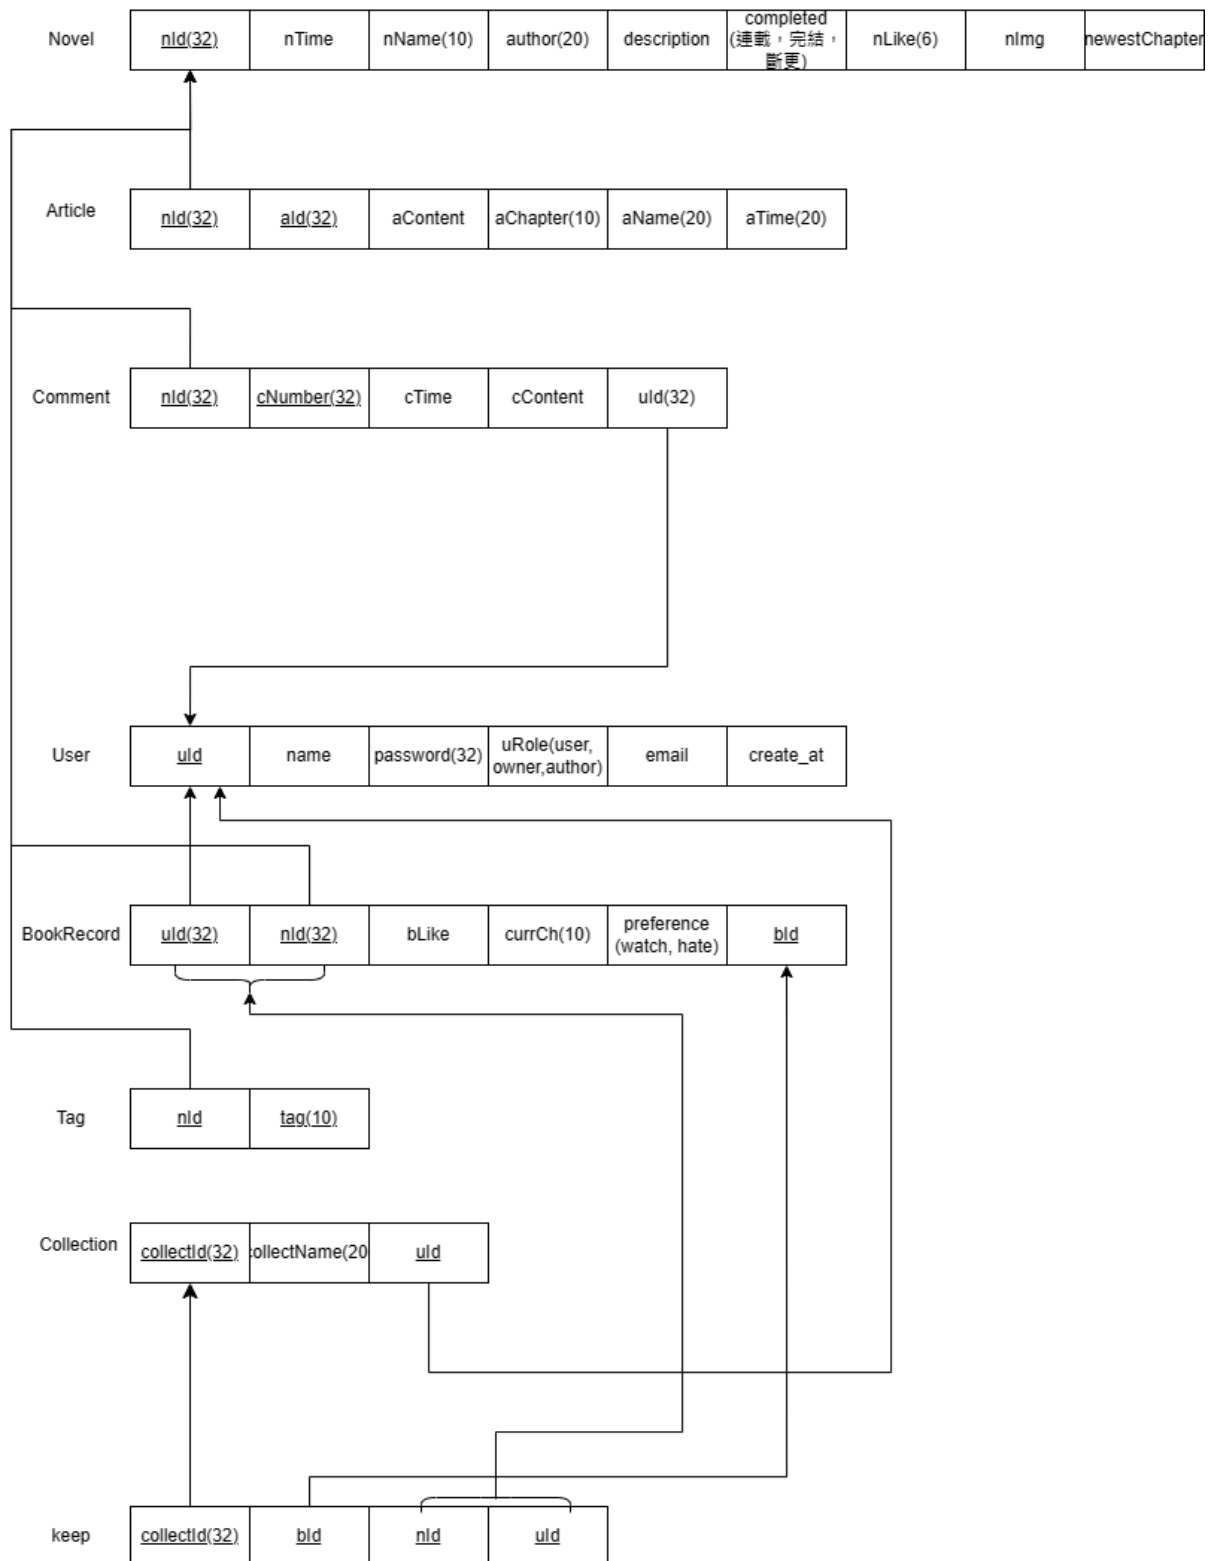 Novel
nId(32)
nTime
nName(10)
author(20)
description
completed
(連載，完結，
斷更)
nLike(6)
nImg
newestChapter
Article
nId(32)
aId(32)
aContent
aChapter(10)
aName(20)
aTime(20)
Comment
nId(32)
cNumber(32)
cTime
cContent
uId(32)
User
uId
name
password(32)
uRole(user,
owner,author)
email
create_at
BookRecord
uId(32)
nId(32)
bLike
currCh(10)
preference
(watch, hate)
bId
Tag
nId
tag(10)
Collection
collectId(32)
collectName(20
uId
keep
collectId(32)
bId
nId
uId